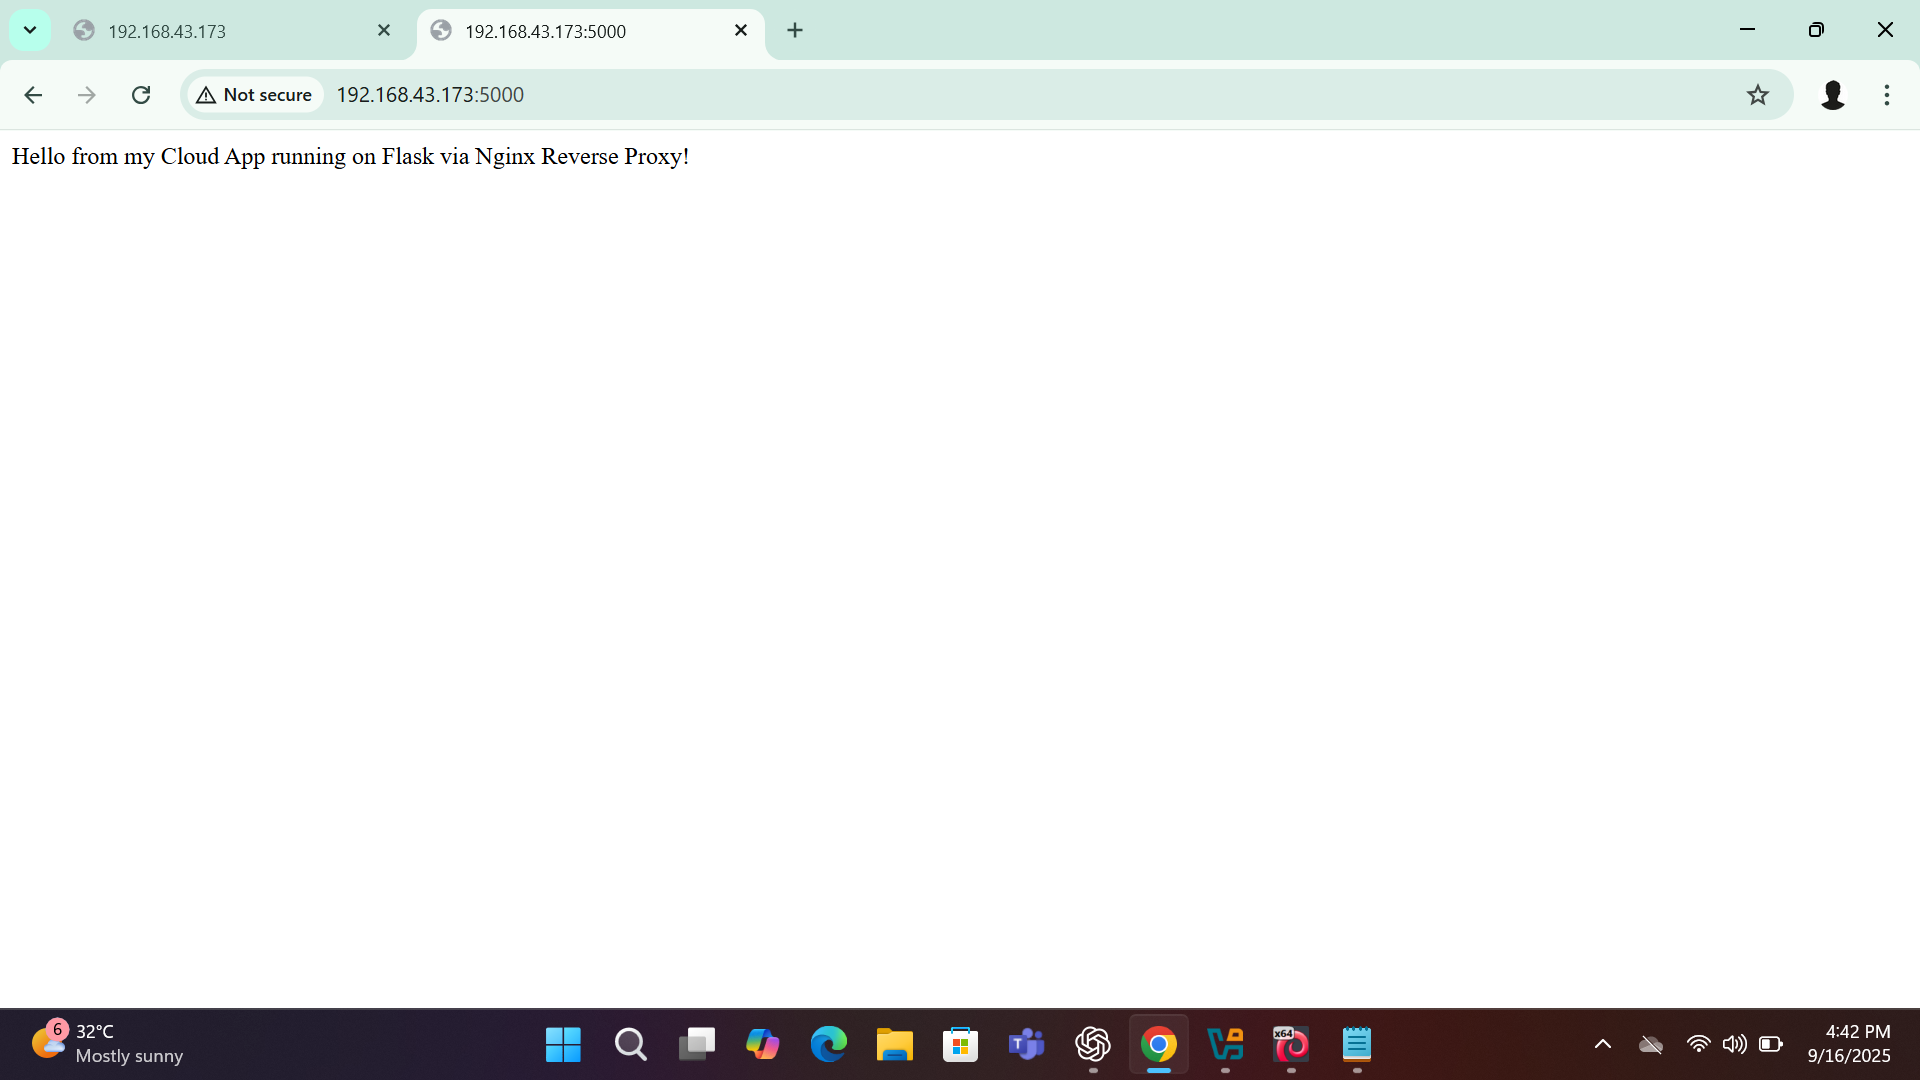 192.168.43.173
192.168.43.173:5000
Not secure
192.168.43.173:5000
Hello from my Cloud App running on Flask via Nginx Reverse Proxy!
6
32°C
Mostly sunny
T
x64
4:42 PM
9/16/2025